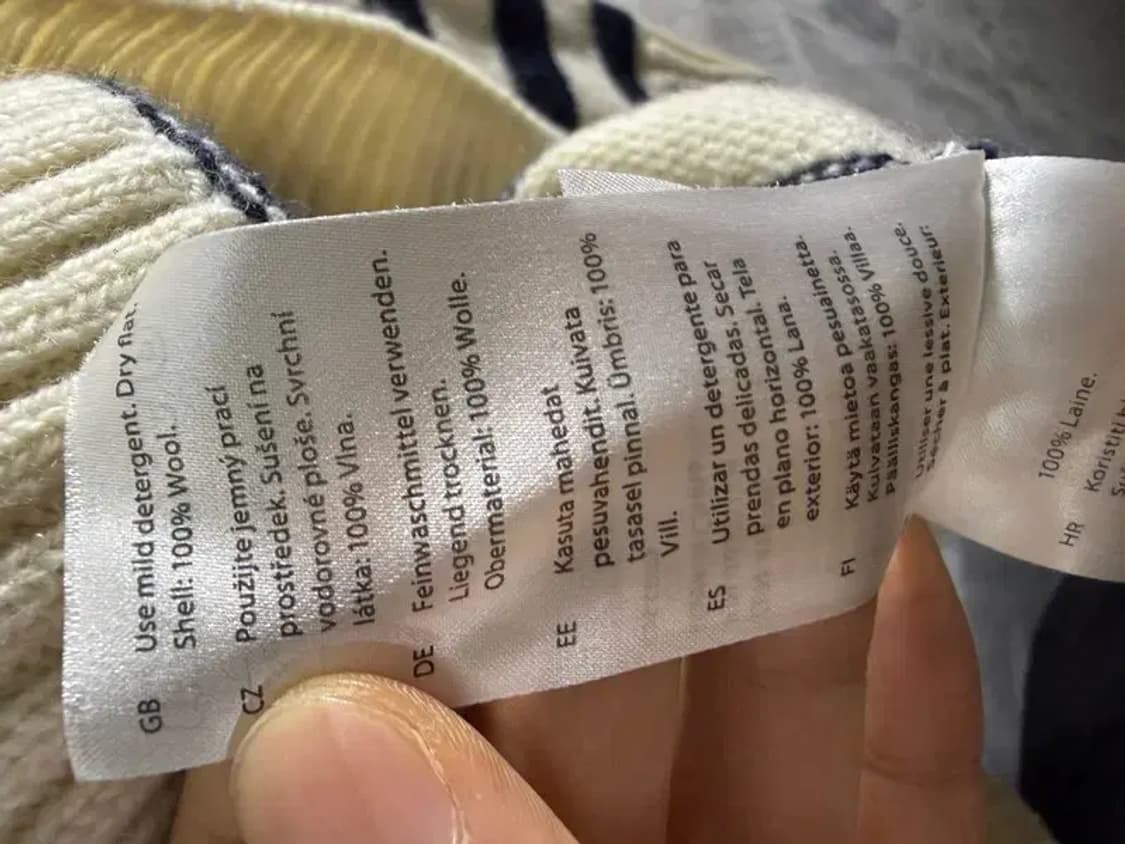 GB Use mild detergent. Dry flat.
Shell: 100% Wool.
CZ Použijte jemný prací
prostředek. Sušení na
vodorovné ploše. Svrchní
látka: 100% Vlna.
DE Feinwaschmittel verwenden.
Liegend trocknen.
Obermaterial: 100% Wolle.
EE Kasuta mahedat
pesuvahendit. Kuivata
tasasel pinnal. Ümbris: 100%
Vill.
ES Utilizar un detergente para
prendas delicadas. Secar
en plano horizontal. Tela
exterior: 100% Lana.
FI Käytä mietoa pesuainetta.
Kuivataan vaakatasossa.
Päälliskangas: 100% Villaa.
Utiliser une lessive douce.
Sécher à plat. Extérieur:
100% Laine.
HR Koristiti